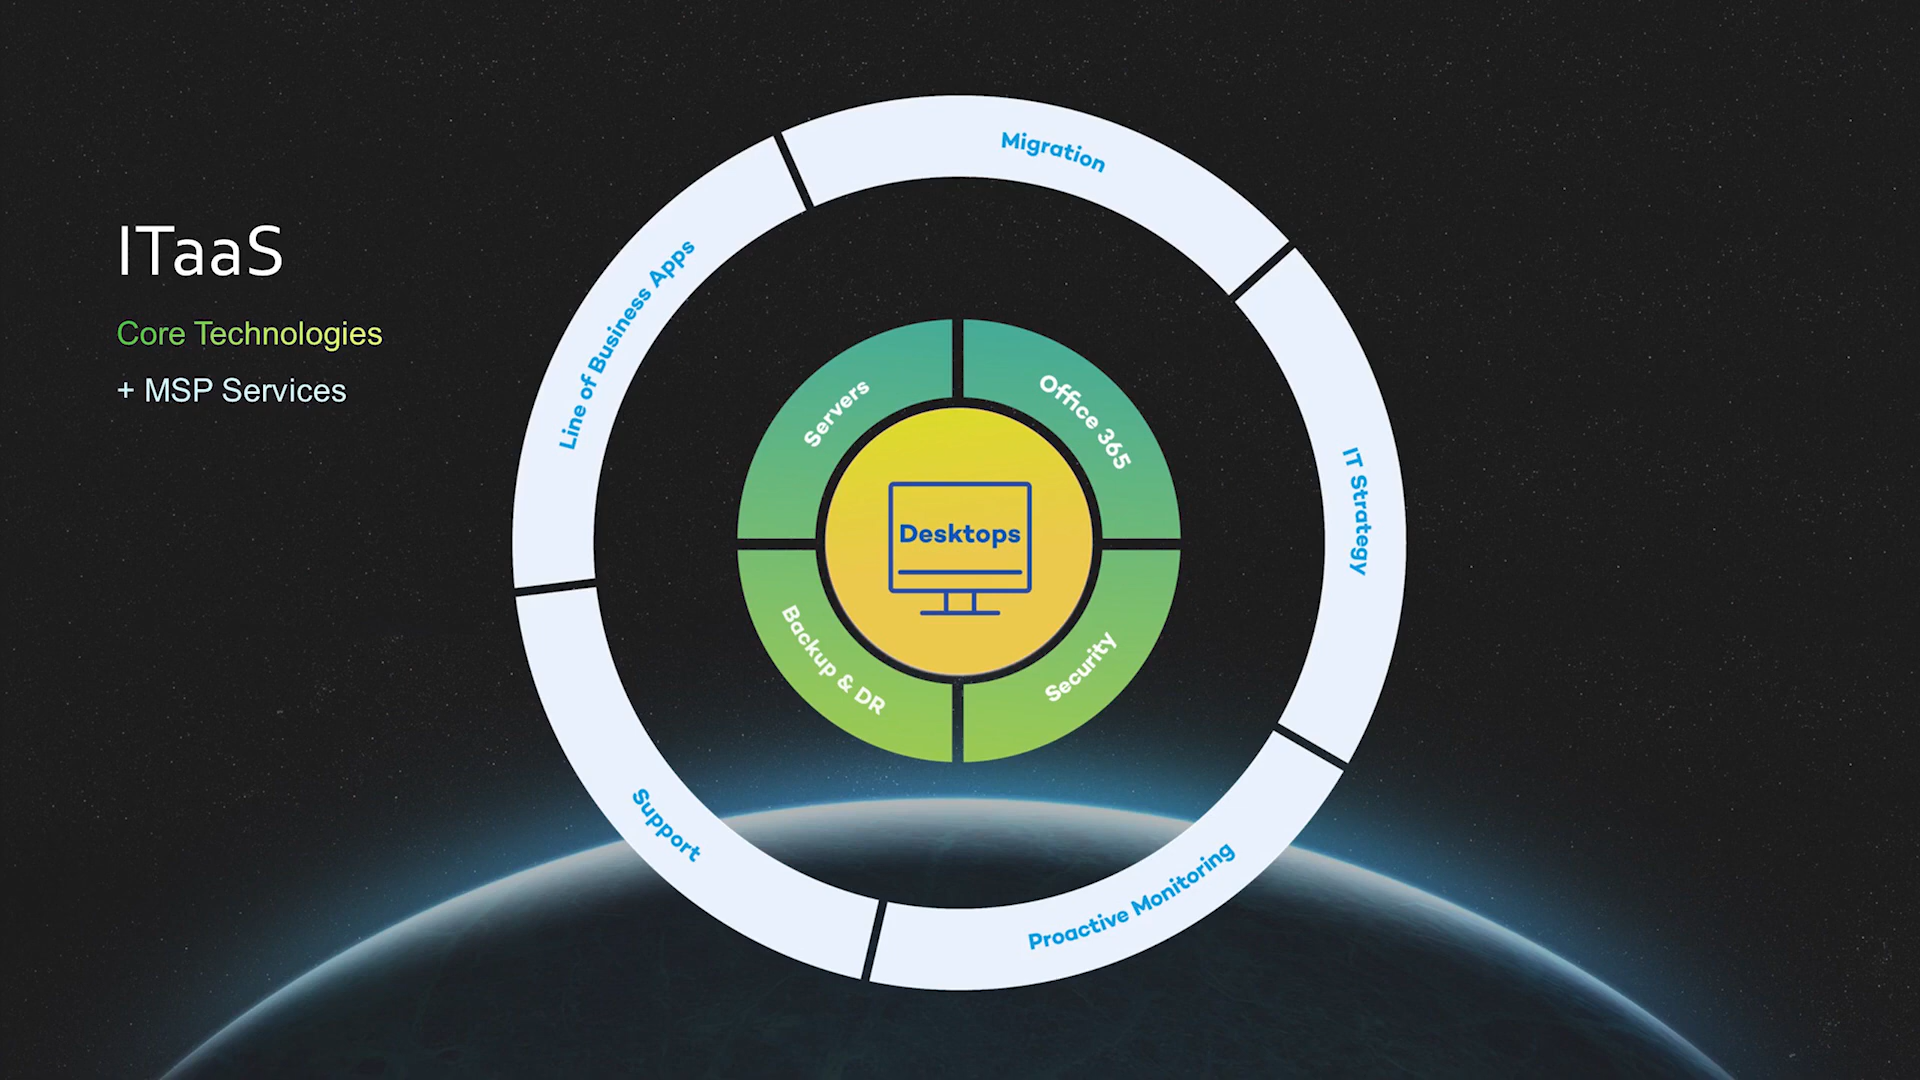 ITaaS
Core Technologies
+ MSP Services
Migration
IT Strategy
Proactive Monitoring
Support
Line of Business Apps
Servers
Office 365
Security
Backup & DR
Desktops